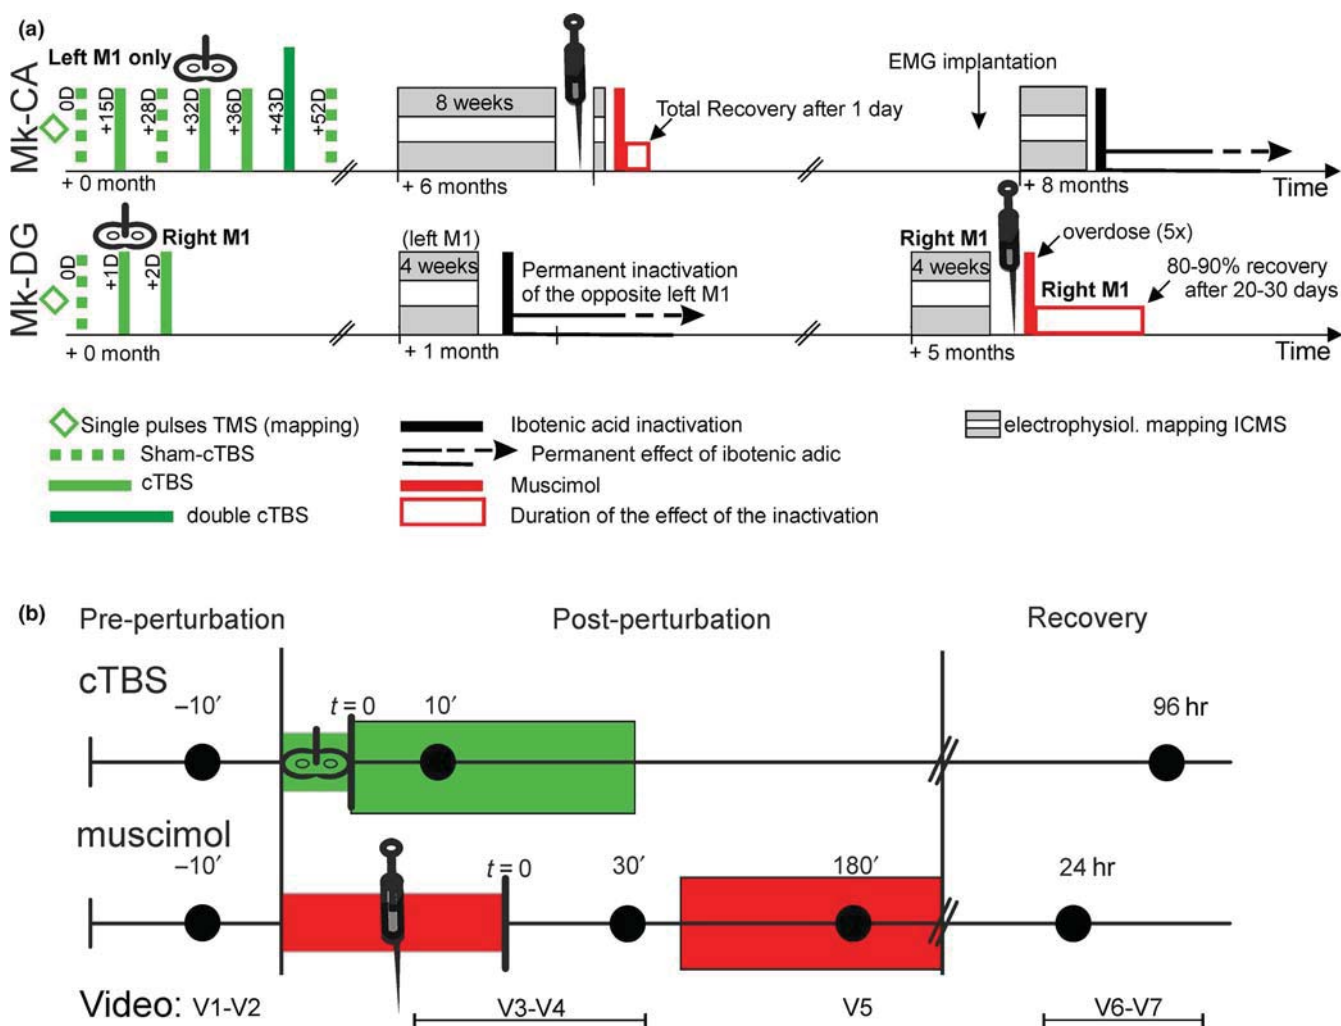 (a)
Mk-CA
Left M1 only
0D
+15D
+28D
+32D
+36D
+43D
+52D
8 weeks
Total Recovery after 1 day
EMG implantation
+ 0 month
+ 6 months
+ 8 months
Time
Mk-DG
0D
+1D
+2D
Right M1
(left M1)
4 weeks
Permanent inactivation
of the opposite left M1
Right M1
4 weeks
overdose (5x)
Right M1
80-90% recovery
after 20-30 days
+ 0 month
+ 1 month
+ 5 months
Time
Single pulses TMS (mapping)
Sham-cTBS
cTBS
double cTBS
Ibotenic acid inactivation
Permanent effect of ibotenic adic
Muscimol
Duration of the effect of the inactivation
electrophysiol. mapping ICMS
(b)
Pre-perturbation
Post-perturbation
Recovery
cTBS
–10′
t = 0
10′
96 hr
muscimol
–10′
t = 0
30′
180′
24 hr
Video: V1-V2
V3-V4
V5
V6-V7